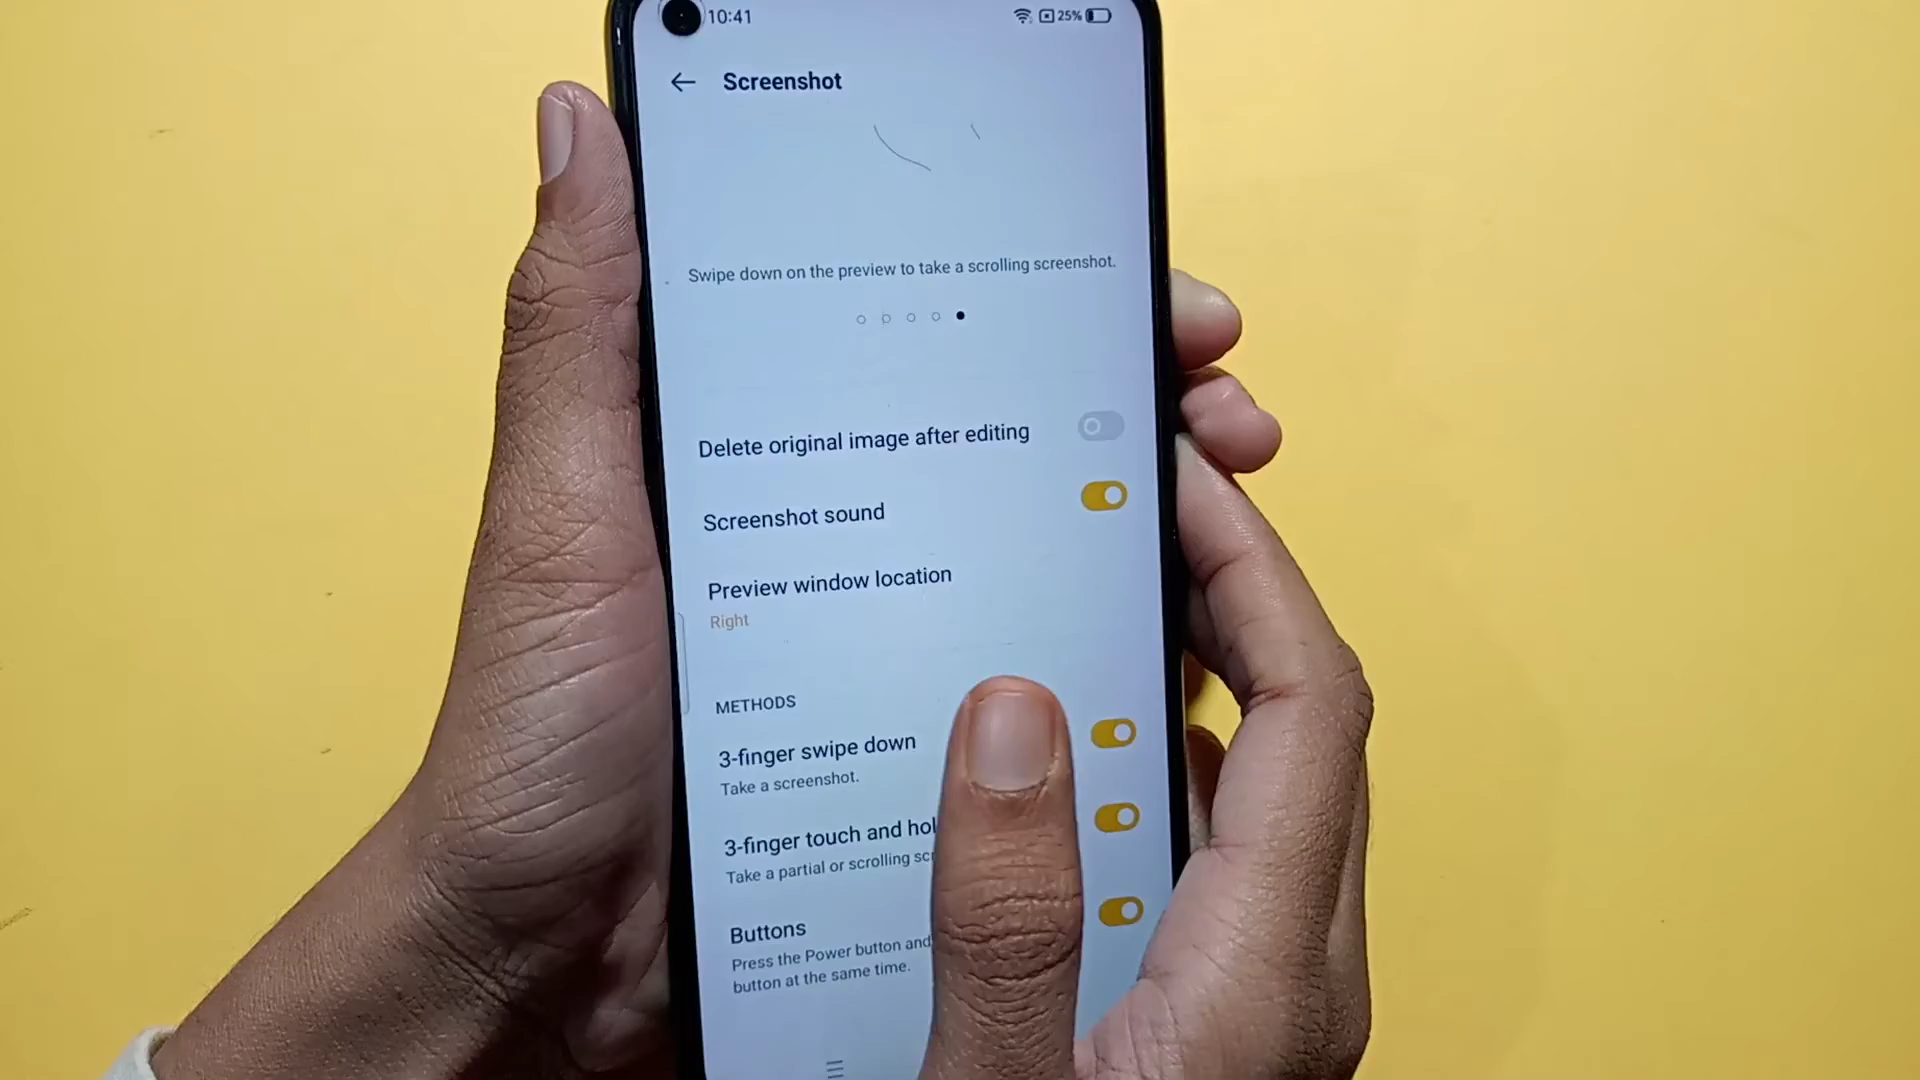 10:41
25%
Screenshot
Swipe down on the preview to take a scrolling screenshot.
Delete original image after editing
Screenshot sound
Preview window location
Right
METHODS
3-finger swipe down
Take a screenshot.
3-finger touch and hol
Take a partial or scrolling
Buttons
Press the Power button and
button at the same time.